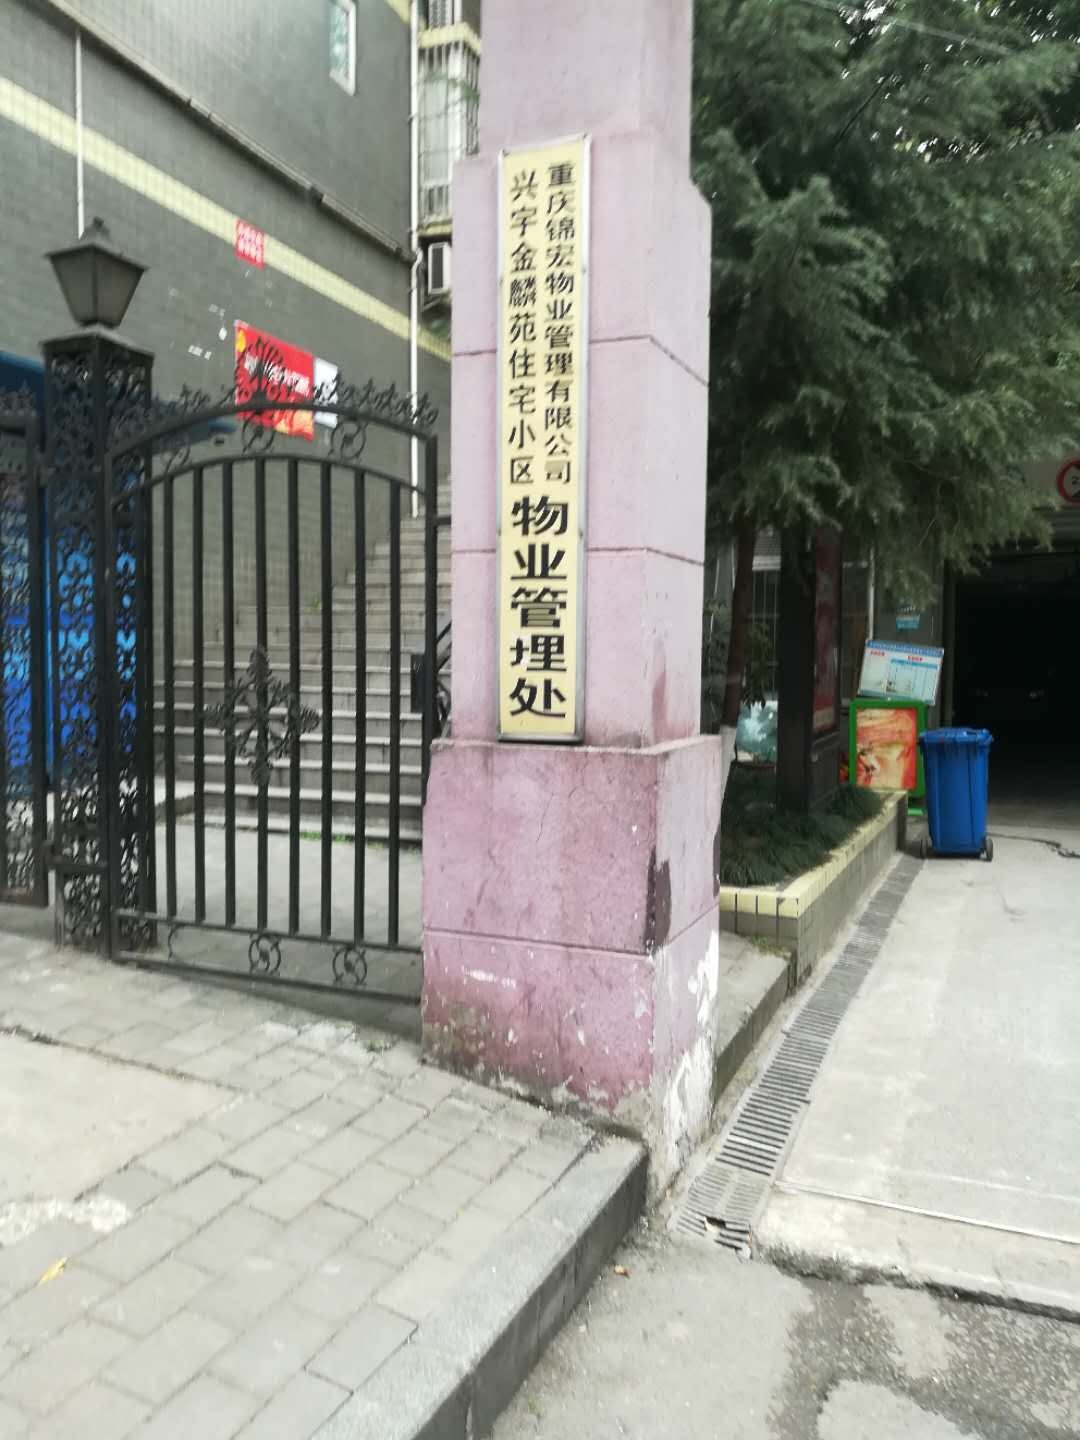 重庆锦宏物业管理有限公司
兴宇金麟苑住宅小区
物业管理处